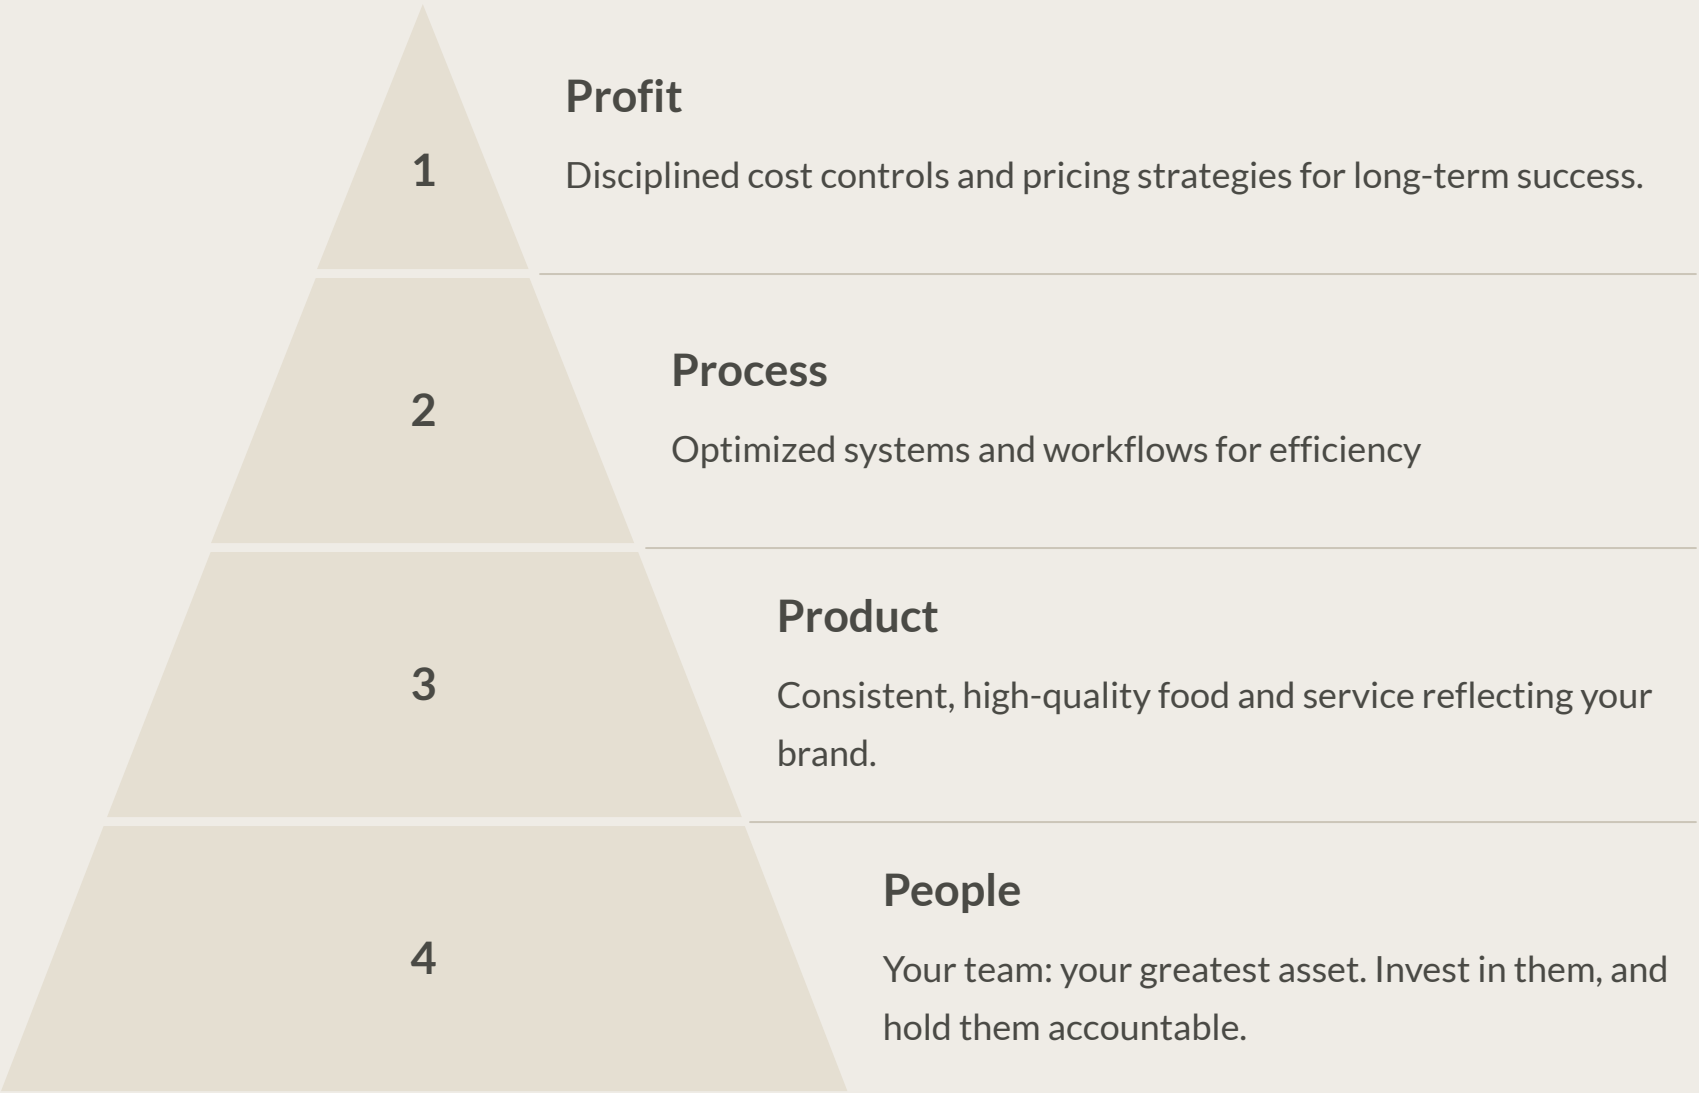 1
Profit
Disciplined cost controls and pricing strategies for long-term success.
2
Process
Optimized systems and workflows for efficiency
3
Product
Consistent, high-quality food and service reflecting your
brand.
4
People
Your team: your greatest asset. Invest in them, and
hold them accountable.